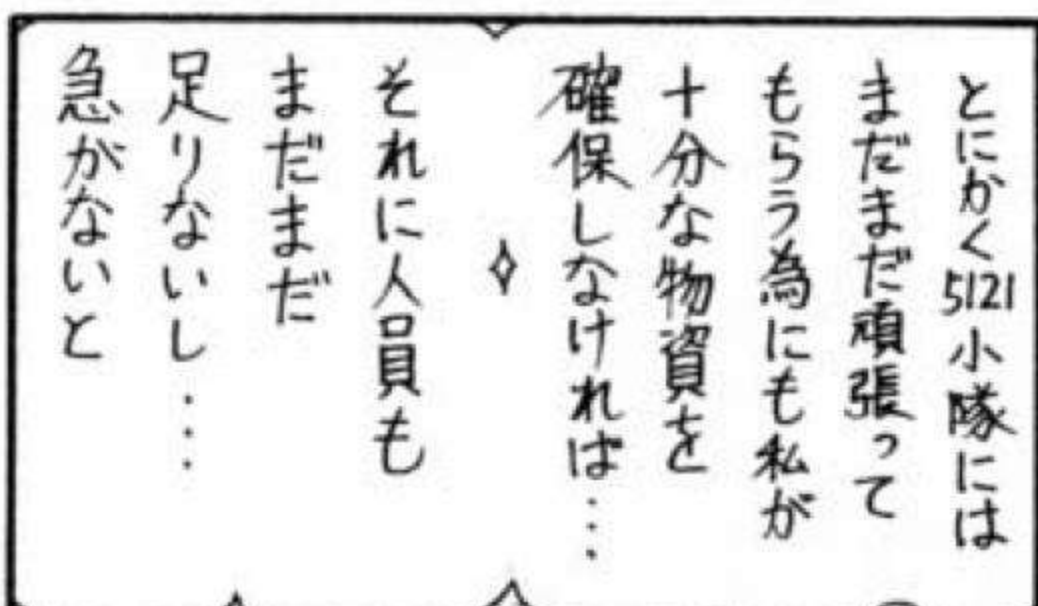 とにかく5121小隊には
まだまだ頑張って
もらう為にも私が
十分な物資を
確保しなければ…
それに人員も
まだまだ
足りないし…
急がないと